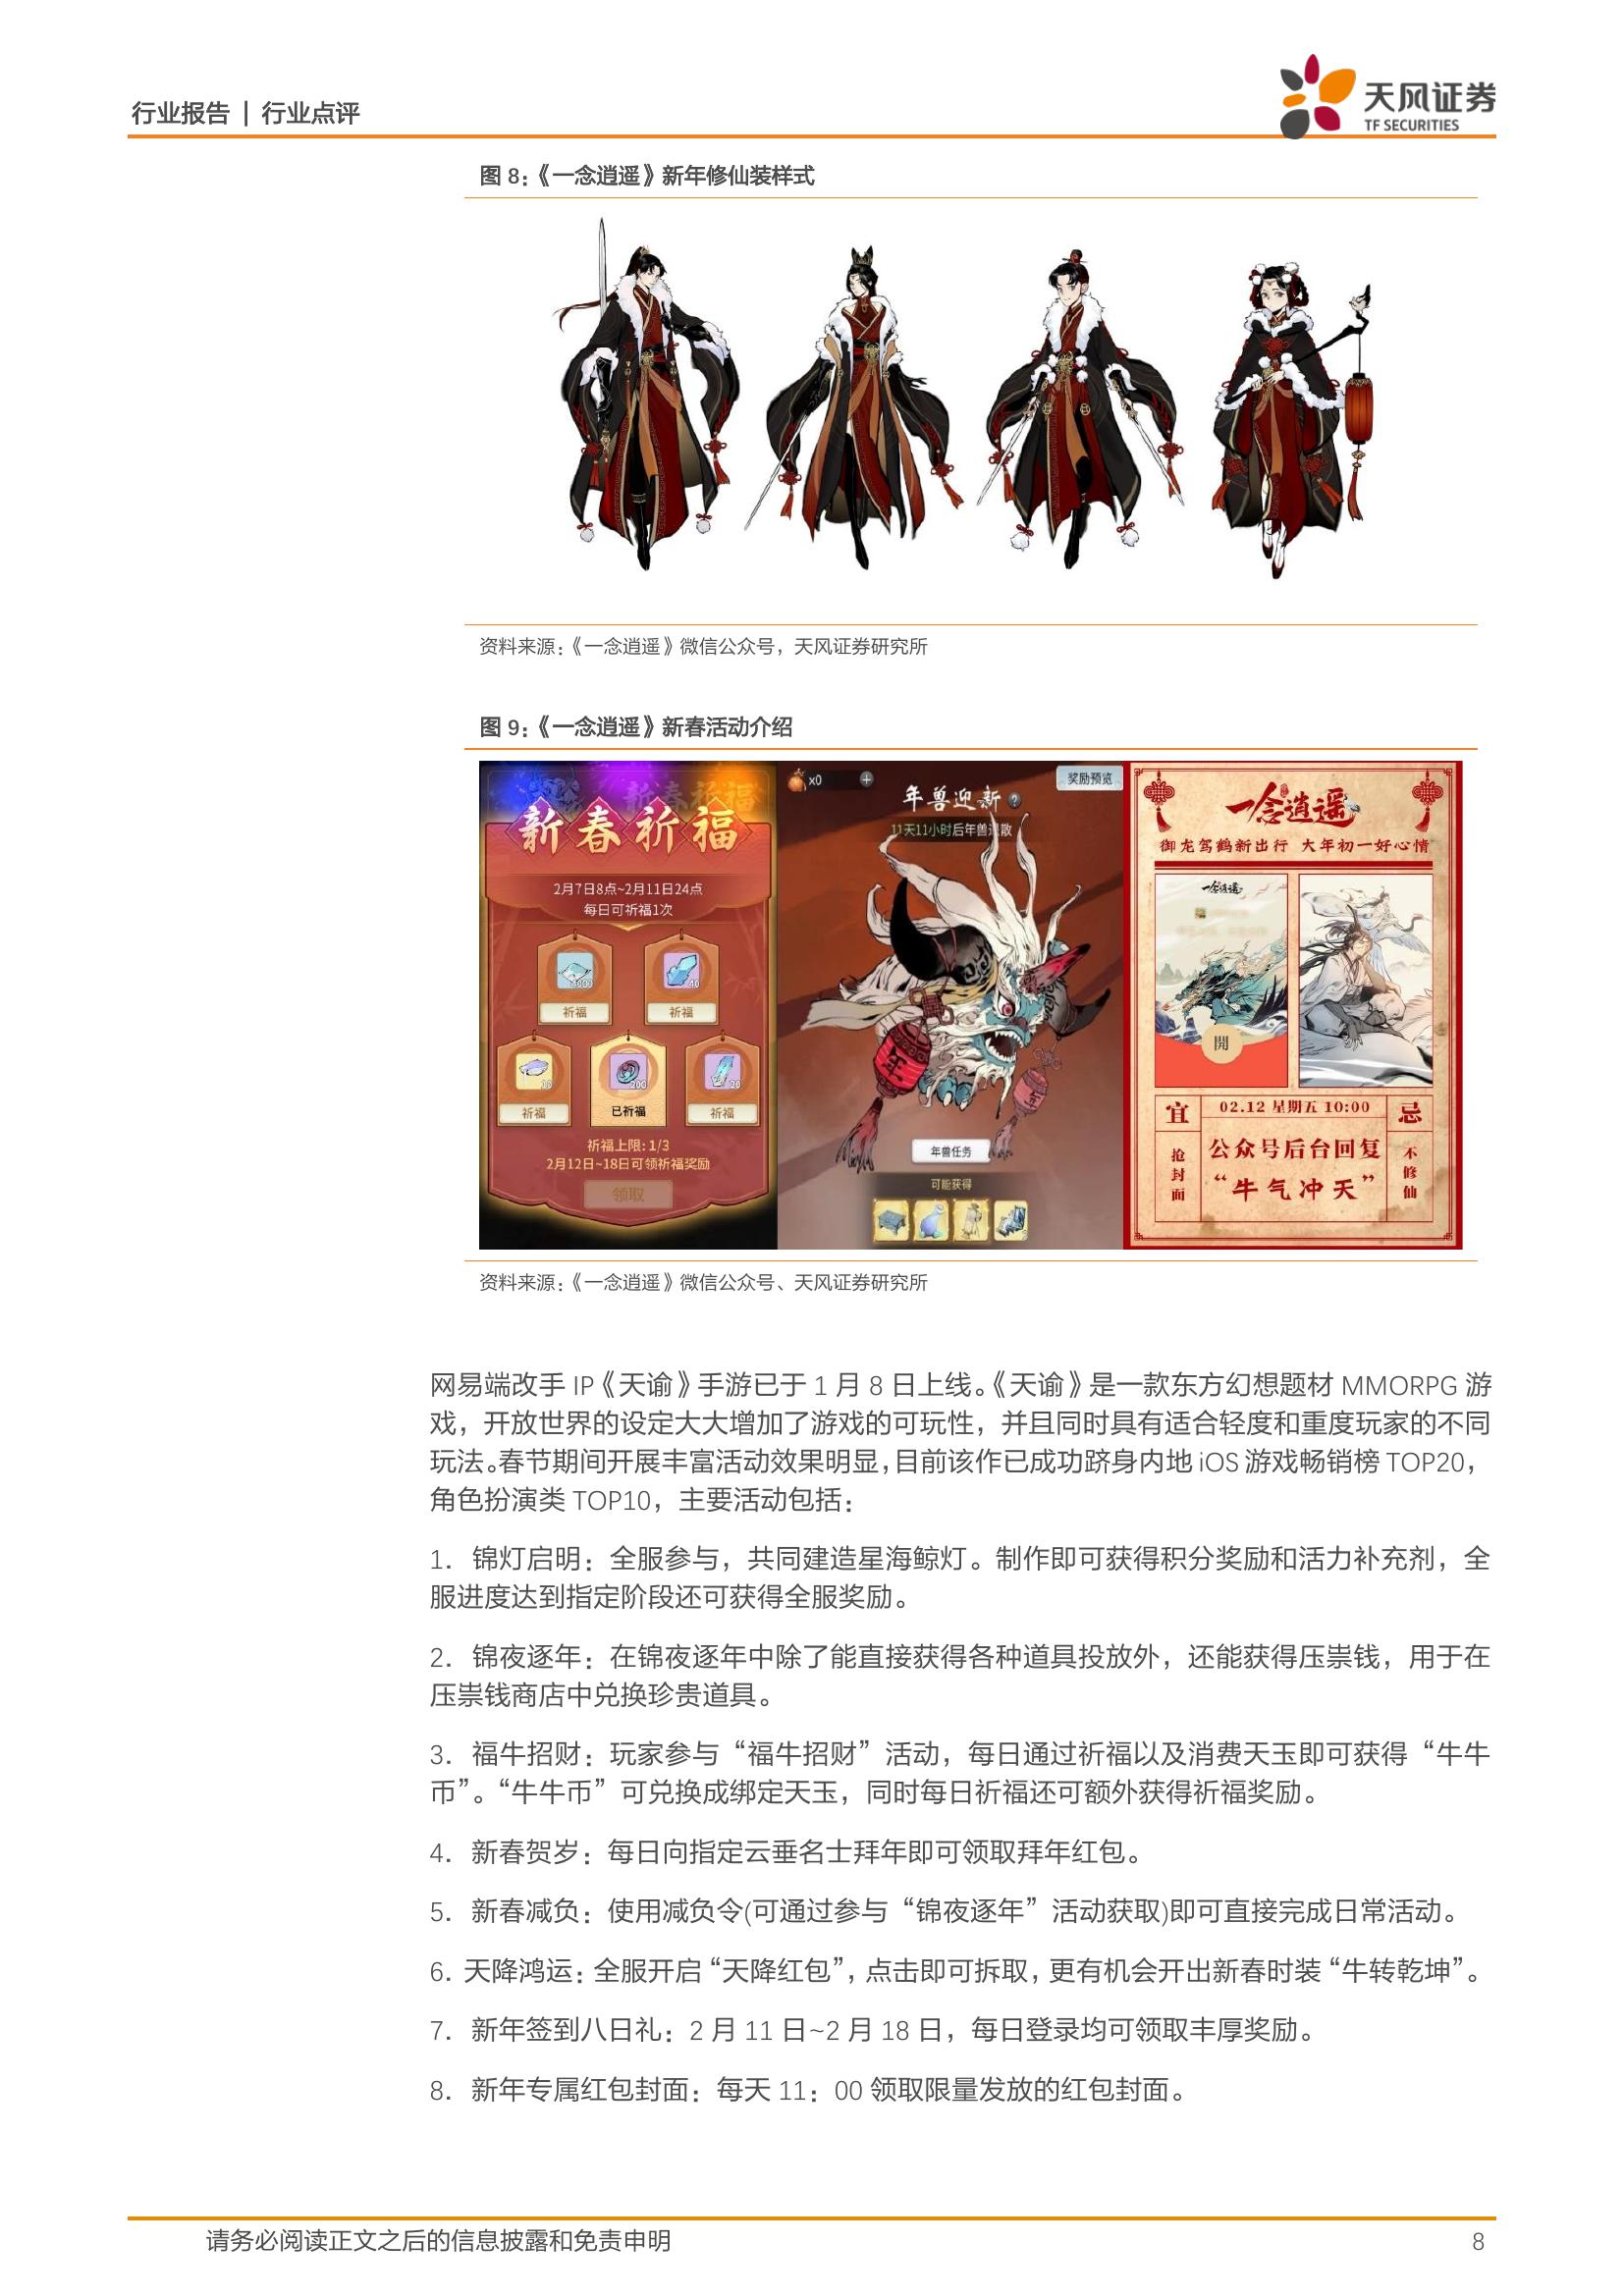 行业报告 | 行业点评
天风证券
TF SECURITIES
图 8:《一念逍遥》新年修仙装样式
资料来源:《一念逍遥》微信公众号，天风证券研究所
图 9:《一念逍遥》新春活动介绍
新春祈福
2月7日8点~2月11日24点
每日可祈福1次
40
祈福
祈福
200
20
祈福
已祈福
祈福
祈福上限: 1/3
2月12日~18日可领祈福奖励
领取
x0
奖励预览
年兽迎新
11天11小时后年兽退散
年兽任务
可能获得
一念逍遥
御龙驾鹤新出行 大年初一好心情
一念逍遥
開
宜
02.12 星期五 10:00
忌
抢封面
公众号后台回复
“牛气冲天”
不修仙
资料来源:《一念逍遥》微信公众号、天风证券研究所
网易端改手 IP《天谕》手游已于 1 月 8 日上线。《天谕》是一款东方幻想题材 MMORPG 游
戏，开放世界的设定大大增加了游戏的可玩性，并且同时具有适合轻度和重度玩家的不同
玩法。春节期间开展丰富活动效果明显，目前该作已成功跻身内地 iOS 游戏畅销榜 TOP20，
角色扮演类 TOP10，主要活动包括：
1. 锦灯启明：全服参与，共同建造星海鲸灯。制作即可获得积分奖励和活力补充剂，全
服进度达到指定阶段还可获得全服奖励。
2. 锦夜逐年：在锦夜逐年中除了能直接获得各种道具投放外，还能获得压祟钱，用于在
压祟钱商店中兑换珍贵道具。
3. 福牛招财：玩家参与“福牛招财”活动，每日通过祈福以及消费天玉即可获得“牛牛
币”。“牛牛币”可兑换成绑定天玉，同时每日祈福还可额外获得祈福奖励。
4. 新春贺岁：每日向指定云垂名士拜年即可领取拜年红包。
5. 新春减负：使用减负令(可通过参与“锦夜逐年”活动获取)即可直接完成日常活动。
6. 天降鸿运：全服开启“天降红包”，点击即可拆取，更有机会开出新春时装“牛转乾坤”。
7. 新年签到八日礼：2 月 11 日~2 月 18 日，每日登录均可领取丰厚奖励。
8. 新年专属红包封面：每天 11：00 领取限量发放的红包封面。
请务必阅读正文之后的信息披露和免责申明
8